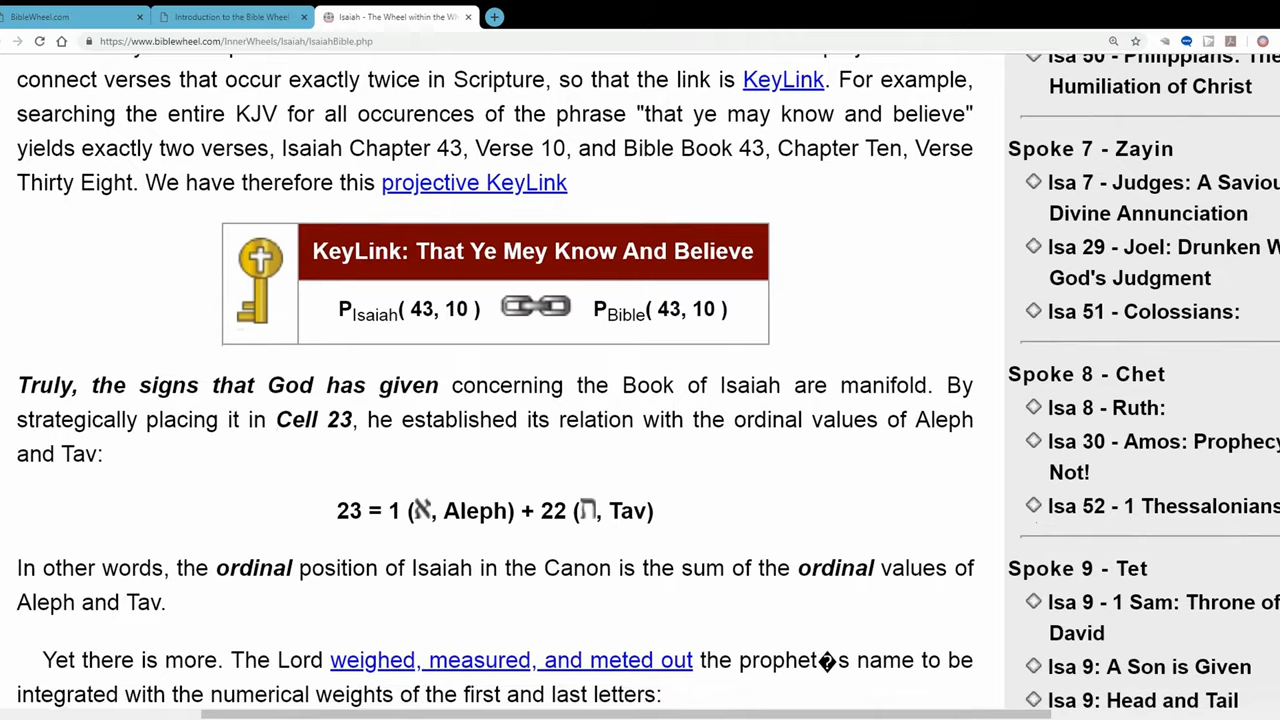 BibleWheel.com
Introduction to the Bible Wheel
Isaiah - The Wheel within the W
https://www.biblewheel.com/InnerWheels/Isaiah/IsaiahBible.php
connect verses that occur exactly twice in Scripture, so that the link is KeyLink. For example,
searching the entire KJV for all occurences of the phrase "that ye may know and believe"
yields exactly two verses, Isaiah Chapter 43, Verse 10, and Bible Book 43, Chapter Ten, Verse
Thirty Eight. We have therefore this projective KeyLink
KeyLink: That Ye Mey Know And Believe
PIsaiah( 43, 10 ) PBible( 43, 10 )
Truly, the signs that God has given concerning the Book of Isaiah are manifold. By
strategically placing it in Cell 23, he established its relation with the ordinal values of Aleph
and Tav:
23 = 1 (א, Aleph) + 22 (ת, Tav)
In other words, the ordinal position of Isaiah in the Canon is the sum of the ordinal values of
Aleph and Tav.
Yet there is more. The Lord weighed, measured, and meted out the prophet�s name to be
integrated with the numerical weights of the first and last letters:
Isa 50 - Philippians: The
Humiliation of Christ
Spoke 7 - Zayin
Isa 7 - Judges: A Saviou
Divine Annunciation
Isa 29 - Joel: Drunken W
God's Judgment
Isa 51 - Colossians:
Spoke 8 - Chet
Isa 8 - Ruth:
Isa 30 - Amos: Prophecy
Not!
Isa 52 - 1 Thessalonians
Spoke 9 - Tet
Isa 9 - 1 Sam: Throne of
David
Isa 9: A Son is Given
Isa 9: Head and Tail